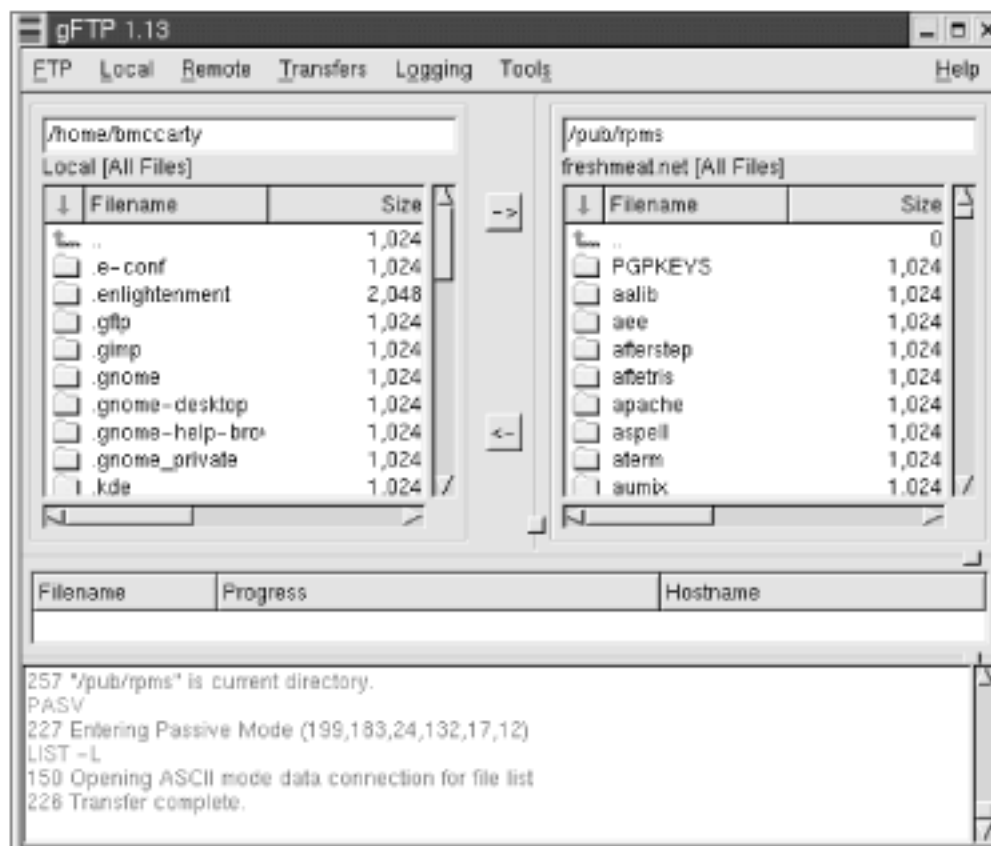 gFTP 1.13
FTP Local Remote Transfers Logging Tools Help
/home/bmccarty
Local [All Files]
Filename Size
.. 1,024
.e-conf 1,024
.enlightenment 2,048
.gftp 1,024
.gimp 1,024
.gnome 1,024
.gnome-desktop 1,024
.gnome-help-bro 1,024
.gnome_private 1,024
.kde 1,024
->
<-
/pub/rpms
freshmeat.net [All Files]
Filename Size
.. 0
PGPKEYS 1,024
aalib 1,024
aee 1,024
afterstep 1,024
aftetris 1,024
apache 1,024
aspell 1,024
aterm 1,024
aumix 1,024
Filename Progress Hostname
257 "/pub/rpms" is current directory.
PASV
227 Entering Passive Mode (199,183,24,132,17,12)
LIST -L
150 Opening ASCII mode data connection for file list
226 Transfer complete.